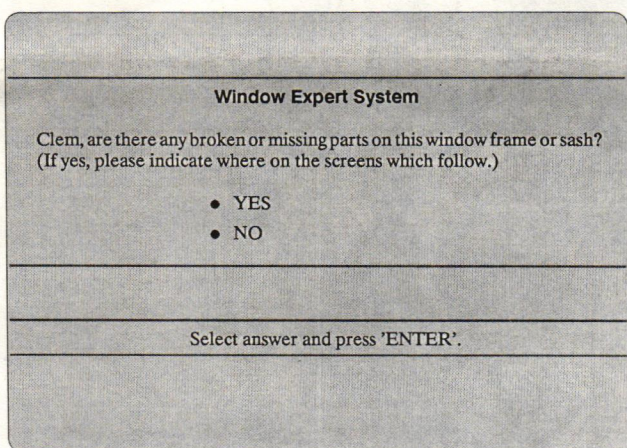 Window Expert System
Clem, are there any broken or missing parts on this window frame or sash?
(If yes, please indicate where on the screens which follow.)
• YES
• NO
Select answer and press 'ENTER'.